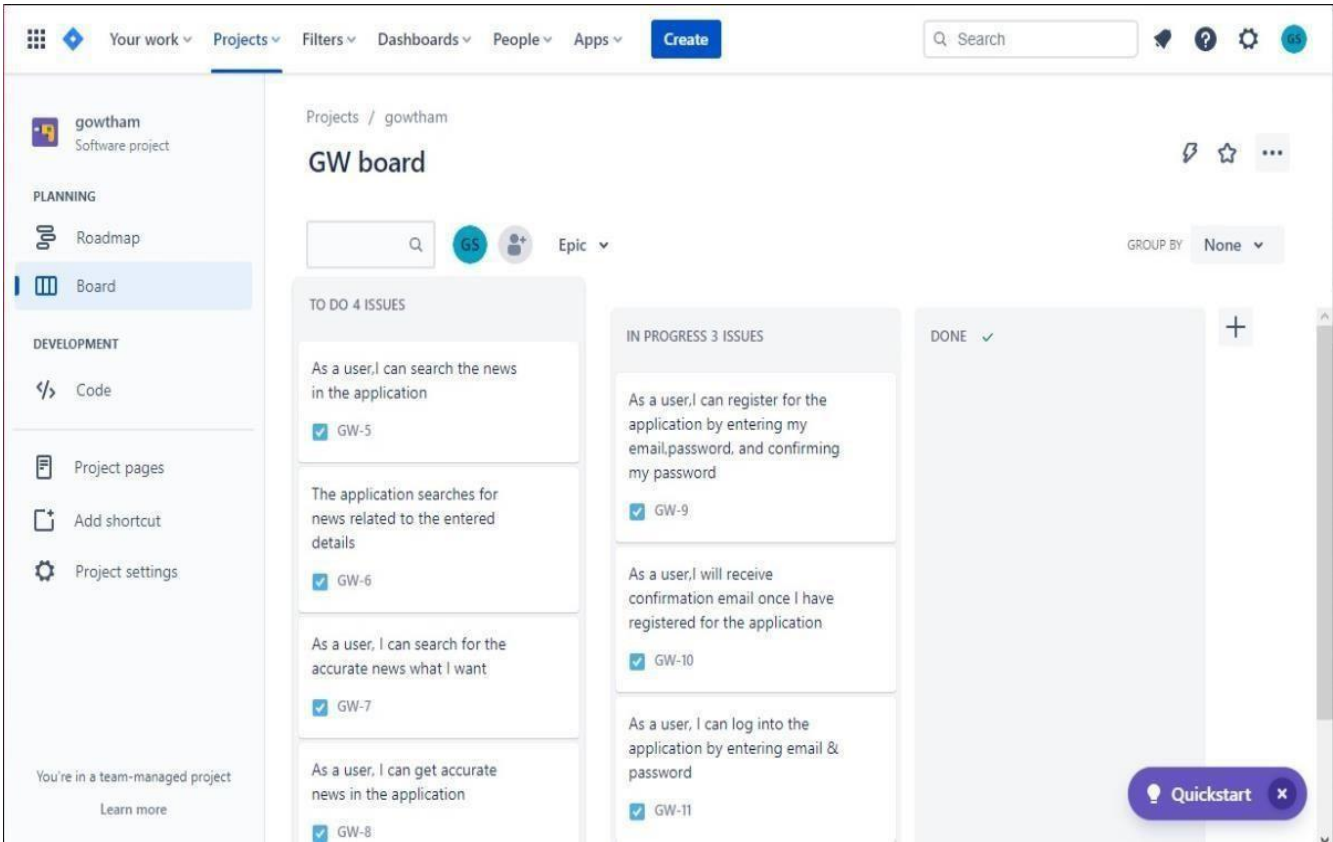 Your work
Projects
Filters
Dashboards
People
Apps
Create
Search
GS
gowtham
Software project
PLANNING
Roadmap
Board
DEVELOPMENT
Code
Project pages
Add shortcut
Project settings
You're in a team-managed project
Learn more
Projects / gowtham
GW board
GS
Epic
GROUP BY
None
TO DO 4 ISSUES
As a user,I can search the news
in the application
GW-5
The application searches for
news related to the entered
details
GW-6
As a user, I can search for the
accurate news what I want
GW-7
As a user, I can get accurate
news in the application
GW-8
IN PROGRESS 3 ISSUES
As a user,I can register for the
application by entering my
email,password, and confirming
my password
GW-9
As a user,I will receive
confirmation email once I have
registered for the application
GW-10
As a user, I can log into the
application by entering email &
password
GW-11
DONE
Quickstart